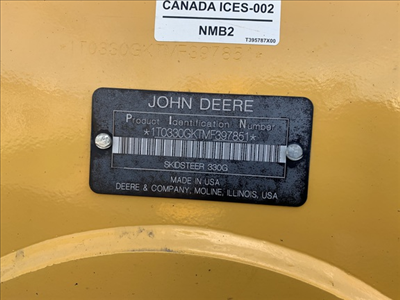 CANADA ICES-002
NMB2
T395787X00
JOHN DEERE
Product Identification Number
*1T0330GKTMF397851*
SKIDSTEER 330G
MADE IN USA
DEERE & COMPANY, MOLINE, ILLINOIS, USA